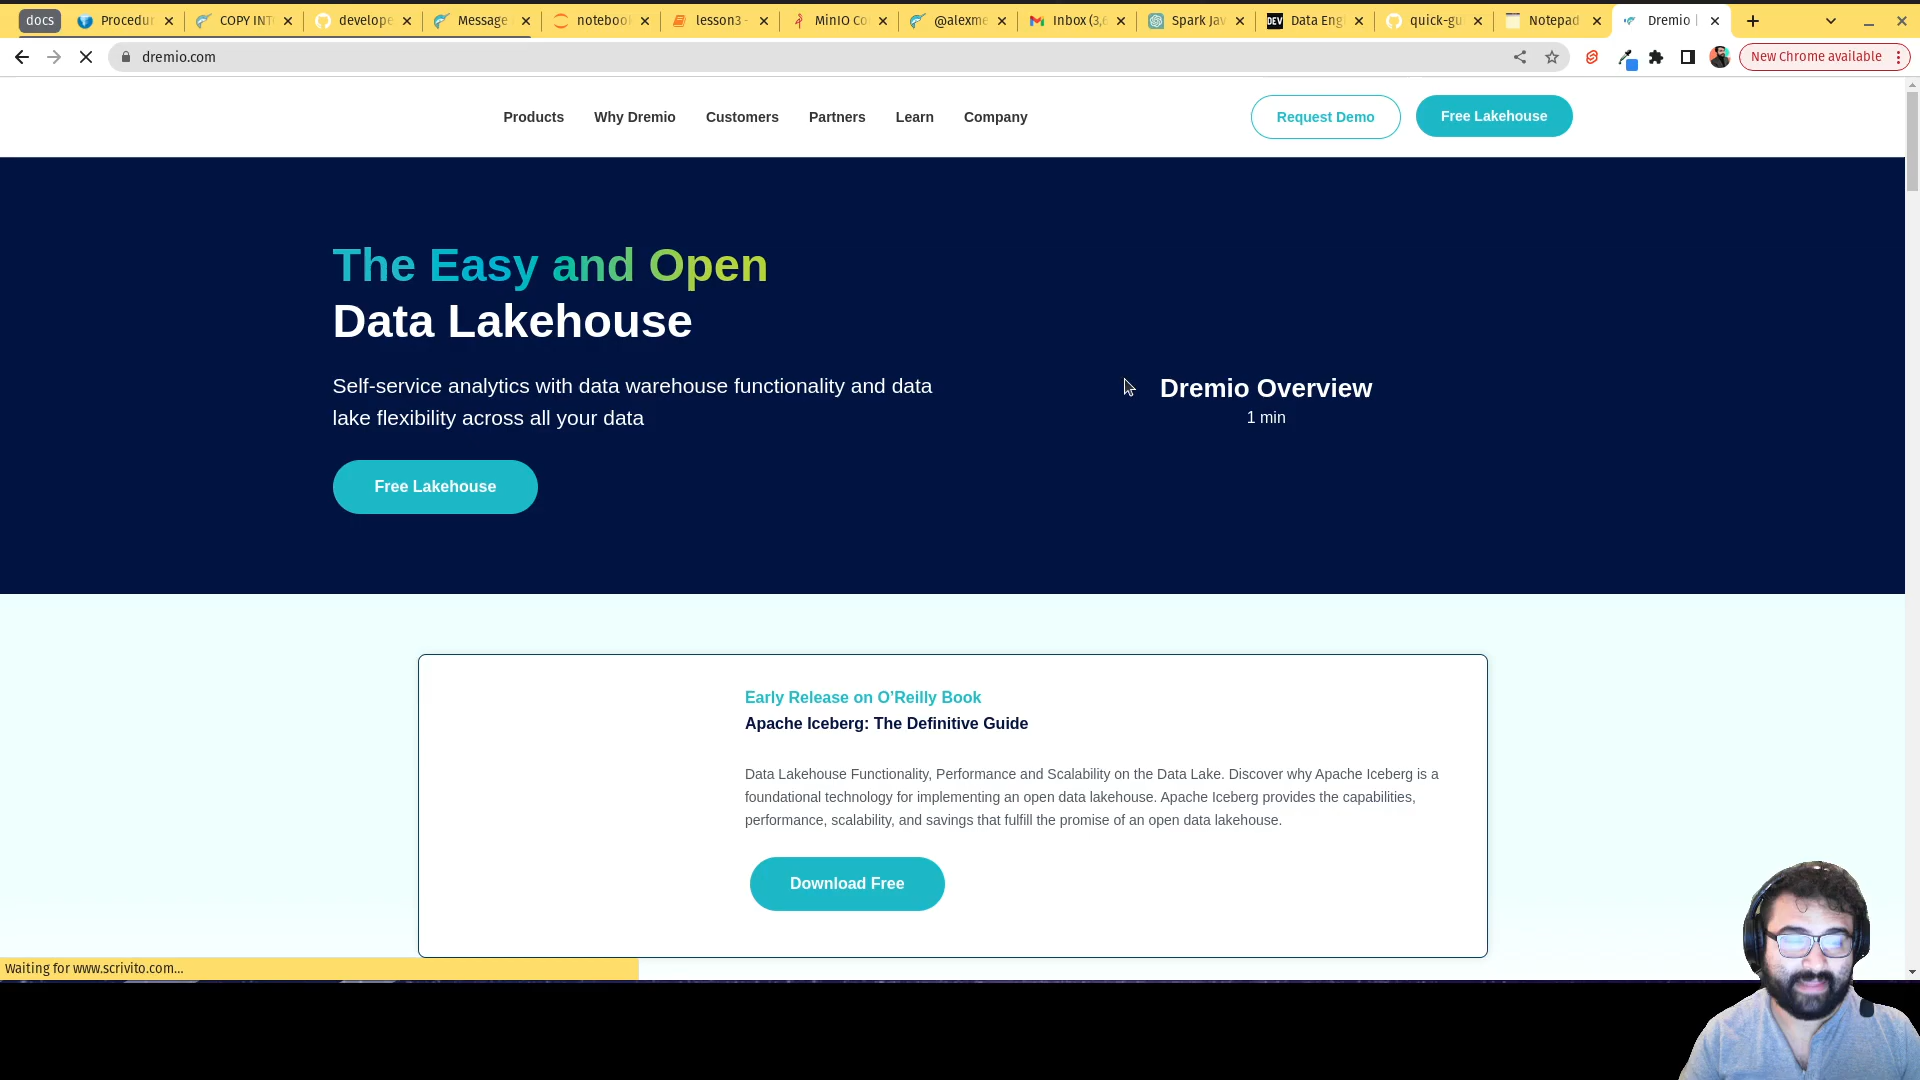 docs
Procedur
COPY INT
develope
Message
noteboo
lesson3 -
MinIO Co
@alexme
Inbox (3,6
Spark Jav
DEV
Data Eng
quick-gu
Notepad
Dremio |
dremio.com
New Chrome available
Products
Why Dremio
Customers
Partners
Learn
Company
Request Demo
Free Lakehouse
The Easy and Open
Data Lakehouse
Self-service analytics with data warehouse functionality and data
lake flexibility across all your data
Free Lakehouse
Dremio Overview
1 min
Early Release on O’Reilly Book
Apache Iceberg: The Definitive Guide
Data Lakehouse Functionality, Performance and Scalability on the Data Lake. Discover why Apache Iceberg is a
foundational technology for implementing an open data lakehouse. Apache Iceberg provides the capabilities,
performance, scalability, and savings that fulfill the promise of an open data lakehouse.
Download Free
Waiting for www.scrivito.com...